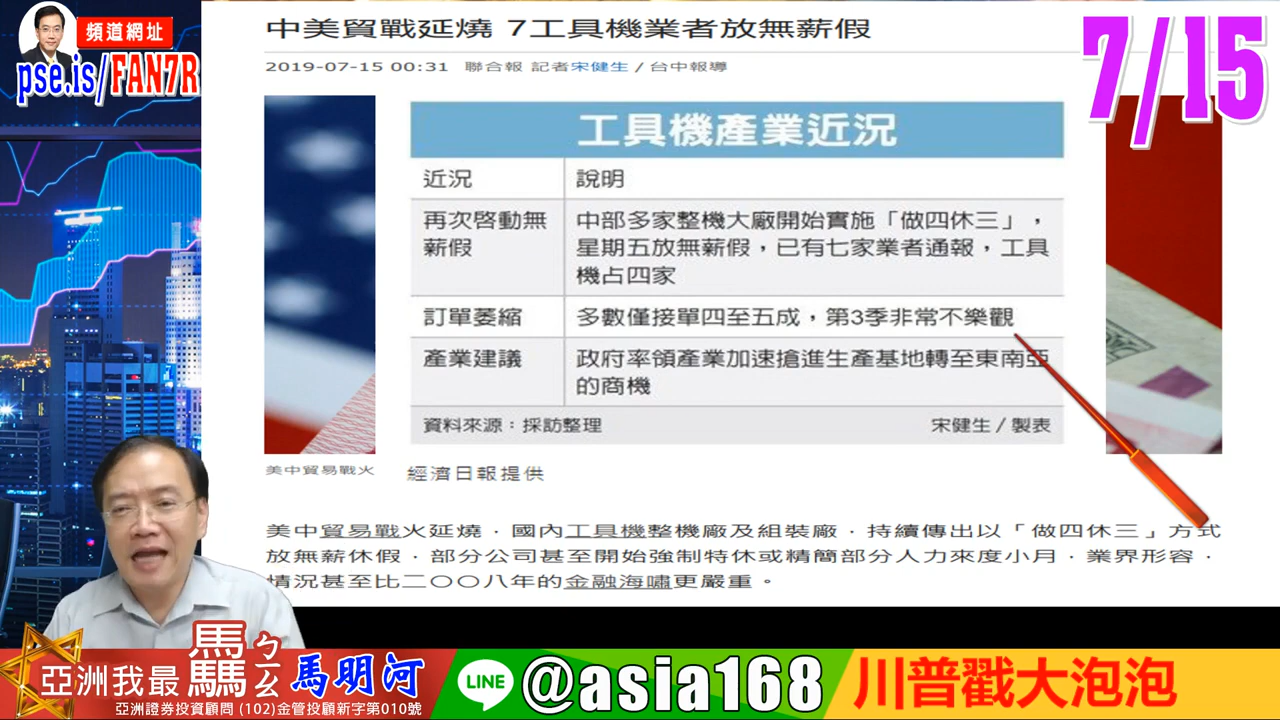 頻道網址
pse.is/FAN7R
中美貿戰延燒 7工具機業者放無薪假
7/15
2019-07-15 00:31 聯合報 記者宋健生／台中報導
工具機產業近況
近況 說明
再次啓動無薪假
中部多家整機大廠開始實施「做四休三」，
星期五放無薪假，已有七家業者通報，工具
機占四家
訂單萎縮 多數僅接單四至五成，第3季非常不樂觀
產業建議 政府率領產業加速搶進生產基地轉至東南亞
的商機
資料來源：採訪整理 宋健生／製表
美中貿易戰火 經濟日報提供
美中貿易戰火延燒，國內工具機整機廠及組裝廠，持續傳出以「做四休三」方式
放無薪休假，部分公司甚至開始強制特休或精簡部分人力來度小月，業界形容，
情況甚至比二〇〇八年的金融海嘯更嚴重。
亞洲我最驫ㄅㄧㄠ 馬明河
亞洲證券投資顧問 (102)金管投顧新字第010號
LINE @asia168
川普戳大泡泡